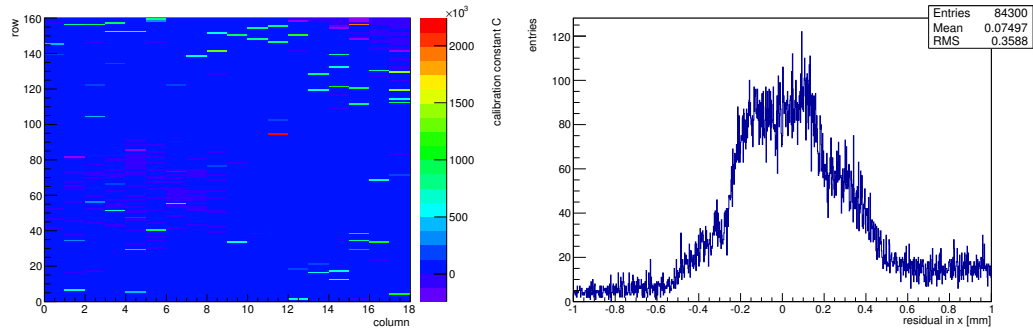 row
160
140
120
100
80
60
40
20
0
0 2 4 6 8 10 12 14 16 18
column
×10³
2000
1500
1000
500
0
calibration constant C
entries
120
100
80
60
40
20
0
-1 -0.8 -0.6 -0.4 -0.2 0 0.2 0.4 0.6 0.8 1
residual in x [mm]
Entries 84300
Mean 0.07497
RMS 0.3588